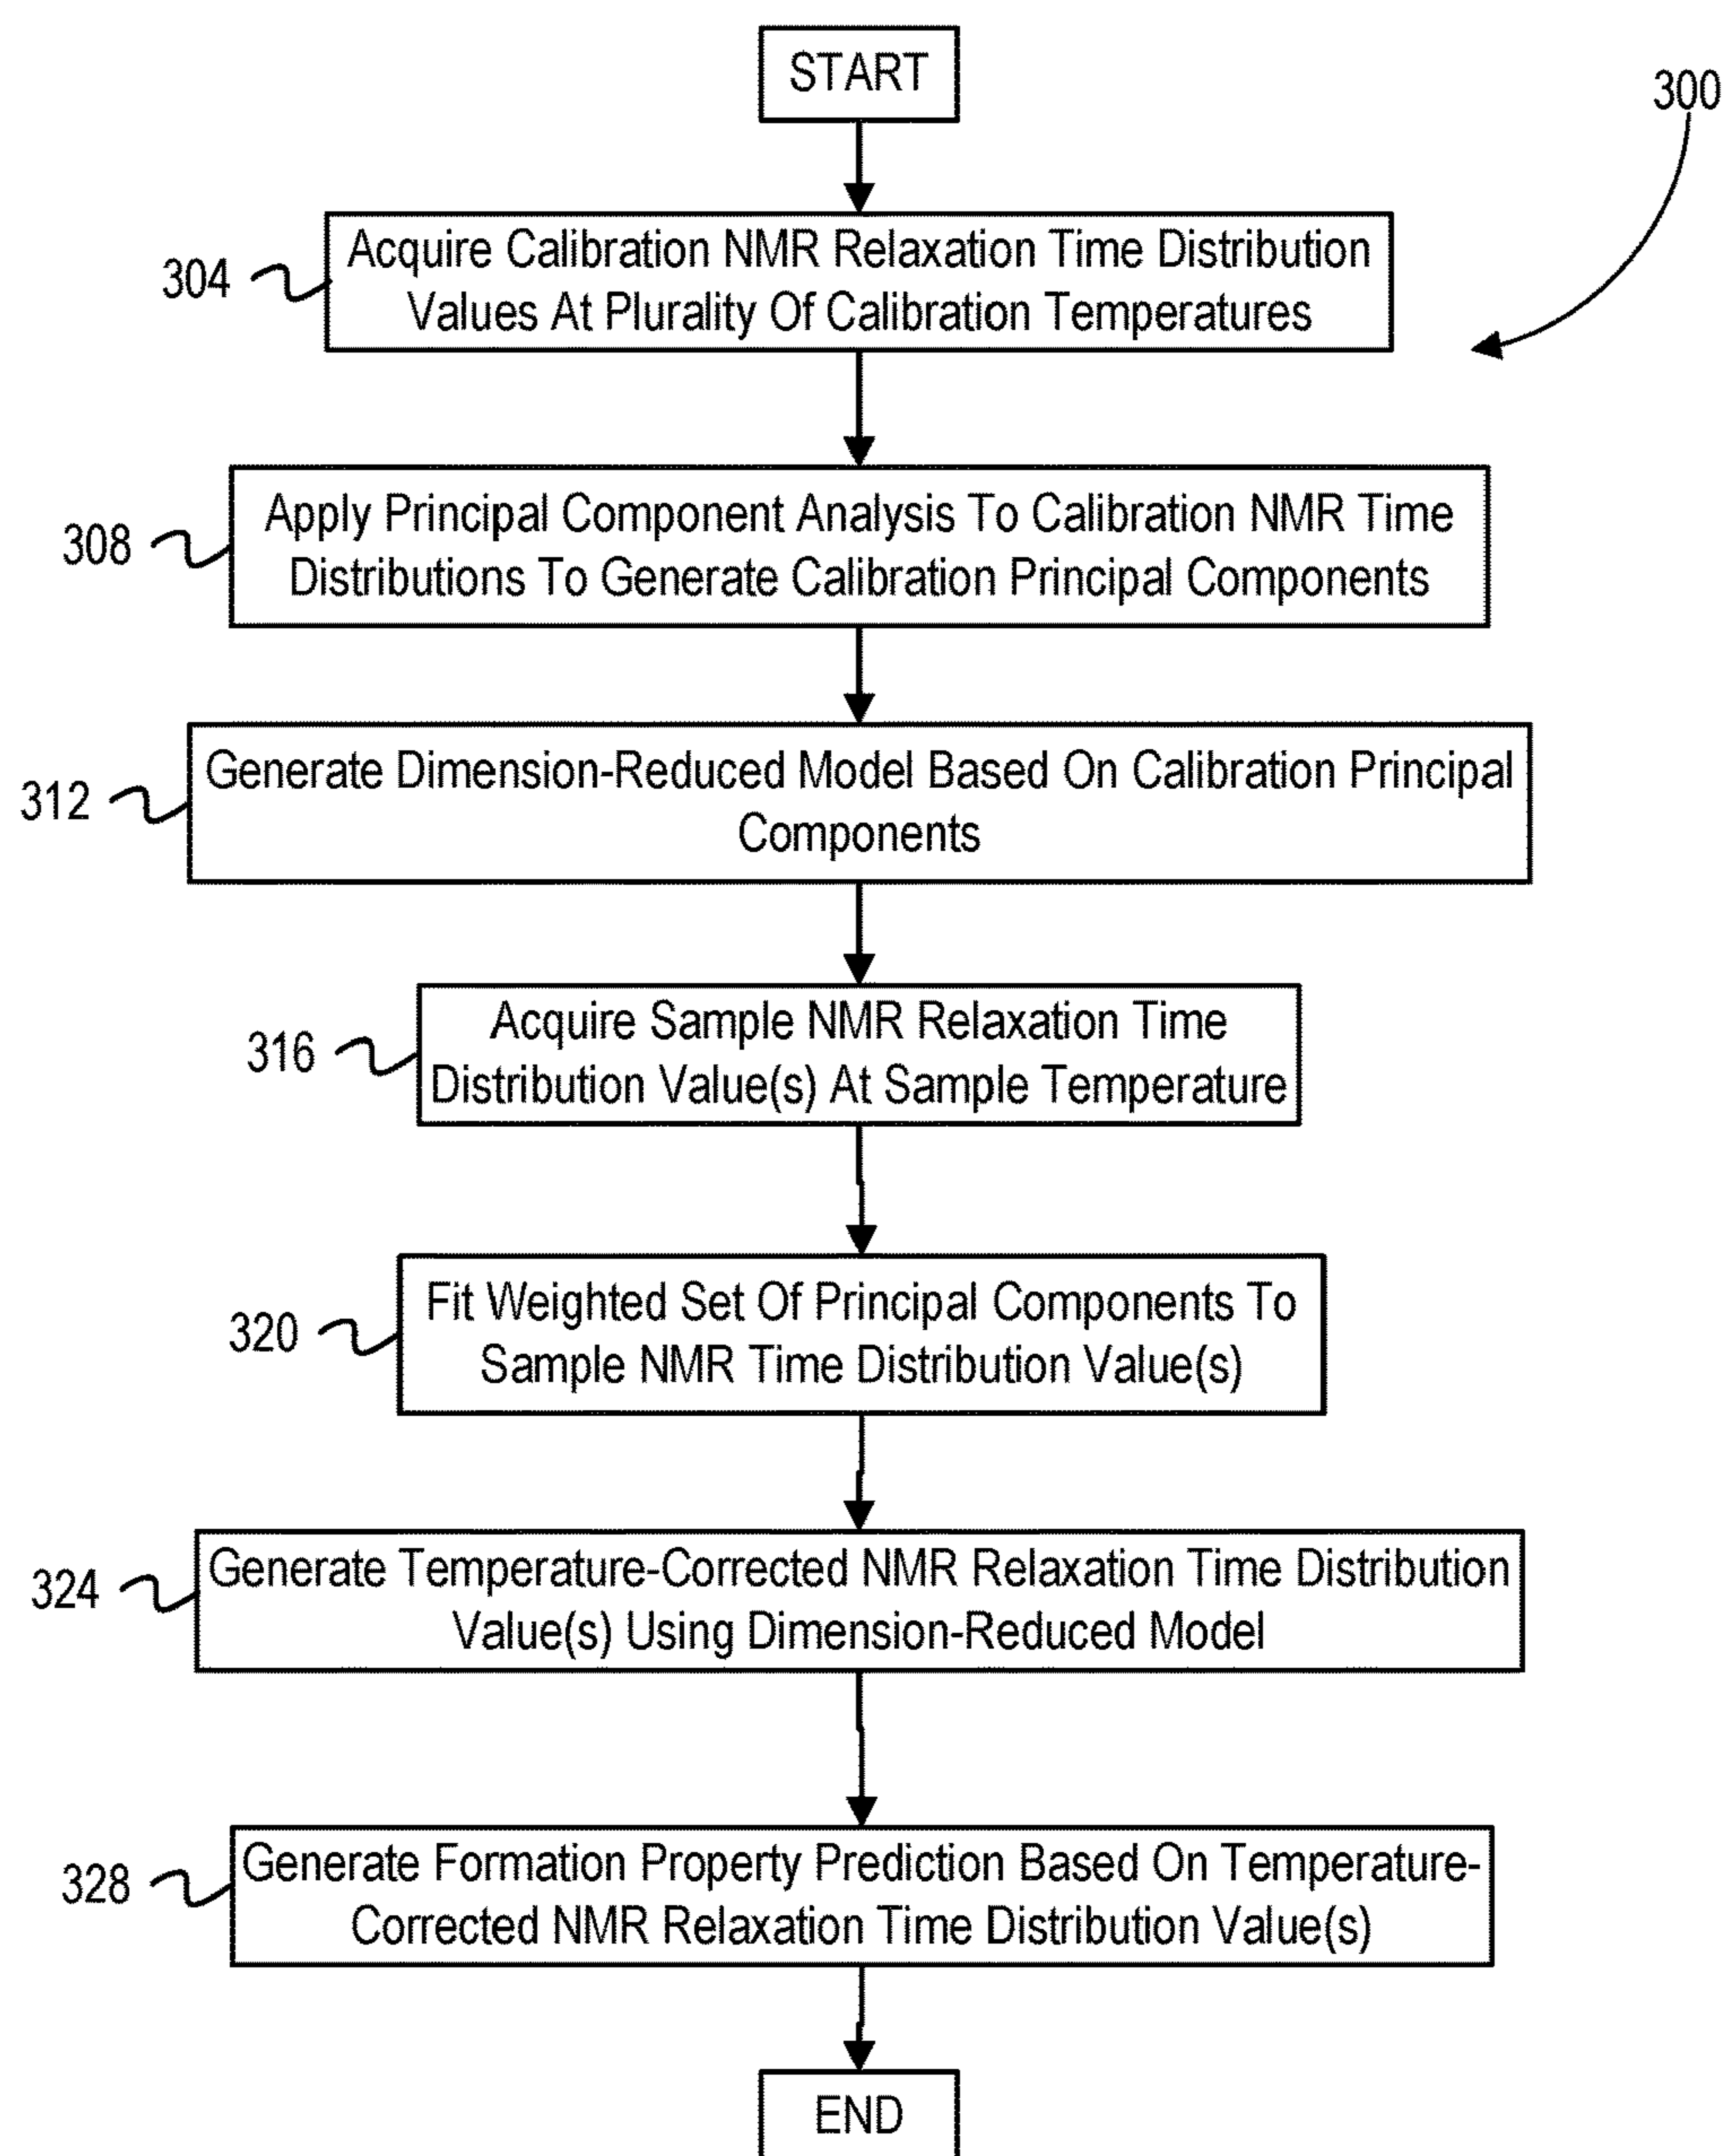 START
300
304
Acquire Calibration NMR Relaxation Time Distribution
Values At Plurality Of Calibration Temperatures
308
Apply Principal Component Analysis To Calibration NMR Time
Distributions To Generate Calibration Principal Components
312
Generate Dimension-Reduced Model Based On Calibration Principal
Components
316
Acquire Sample NMR Relaxation Time
Distribution Value(s) At Sample Temperature
320
Fit Weighted Set Of Principal Components To
Sample NMR Time Distribution Value(s)
324
Generate Temperature-Corrected NMR Relaxation Time Distribution
Value(s) Using Dimension-Reduced Model
328
Generate Formation Property Prediction Based On Temperature-
Corrected NMR Relaxation Time Distribution Value(s)
END